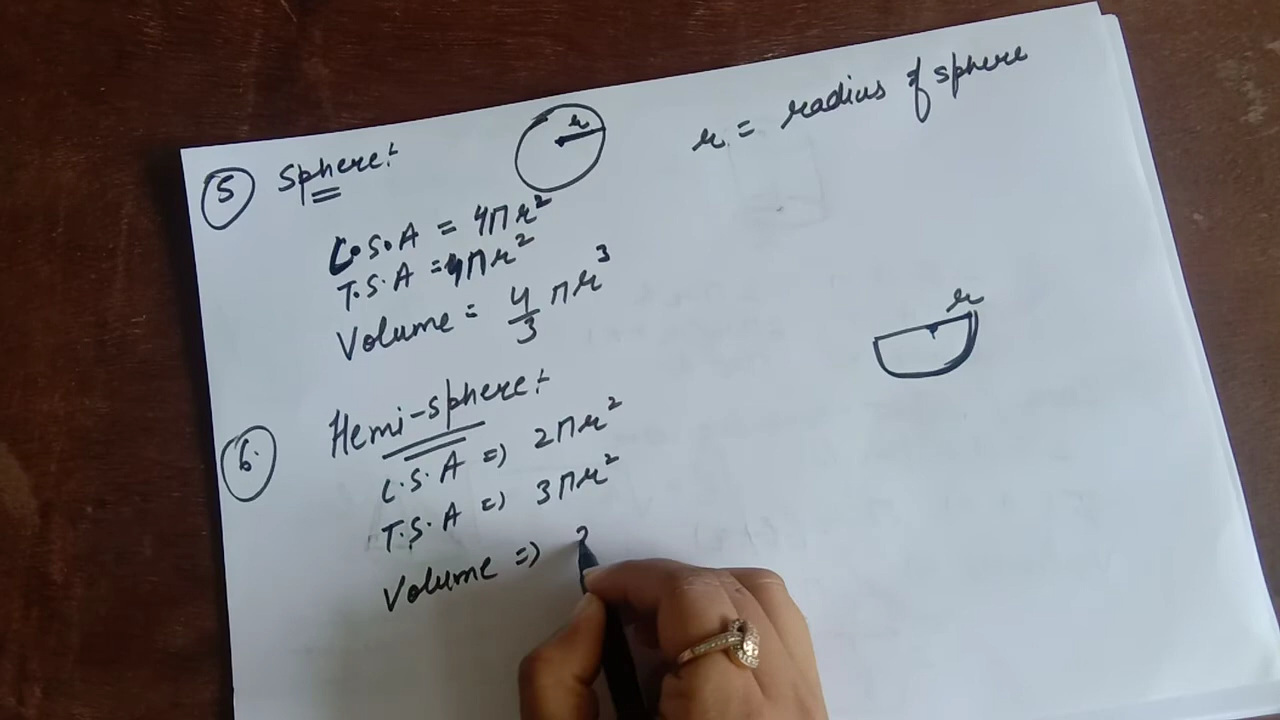 r = radius of sphere
5 Sphere:-
r
C.S.A = 4πr²
T.S.A = 4πr²
Volume = 4/3 πr³
r
6. Hemi-sphere:-
C.S.A => 2πr²
T.S.A => 3πr²
Volume =>